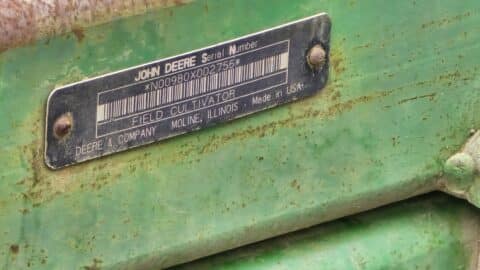 JOHN DEERE Serial Number
*N00980X002755*
FIELD CULTIVATOR
DEERE & COMPANY MOLINE, ILLINOIS Made in USA